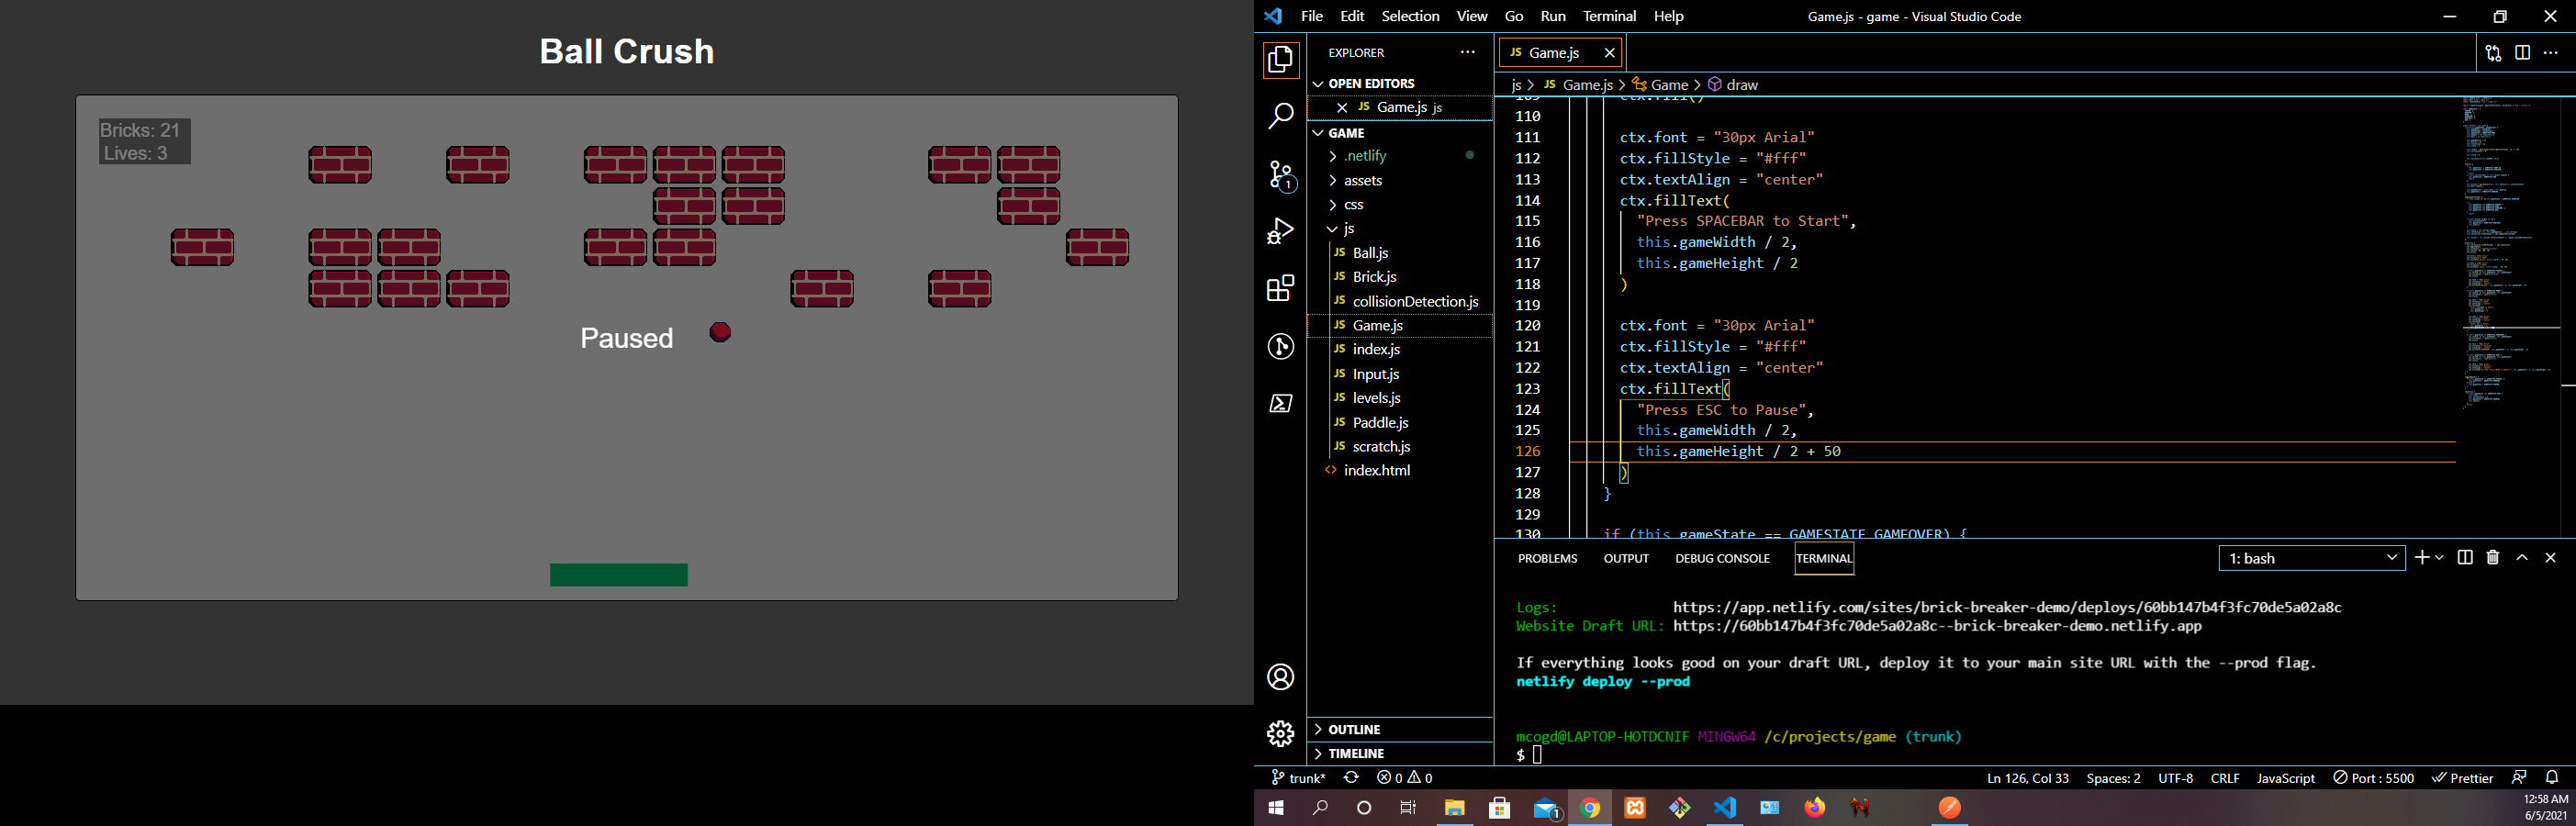 Ball Crush
Bricks: 21
Lives: 3
Paused
File Edit Selection View Go Run Terminal Help
Game.js - game - Visual Studio Code
EXPLORER
OPEN EDITORS
Game.js js
GAME
.netlify
assets
css
js
JS Ball.js
JS Brick.js
JS collisionDetection.js
JS Game.js
JS index.js
JS Input.js
JS levels.js
JS Paddle.js
JS scratch.js
index.html
OUTLINE
TIMELINE
1
JS Game.js
js > JS Game.js > Game > draw
109 ctx.fill()
110
111 ctx.font = "30px Arial"
112 ctx.fillStyle = "#fff"
113 ctx.textAlign = "center"
114 ctx.fillText(
115 "Press SPACEBAR to Start",
116 this.gameWidth / 2,
117 this.gameHeight / 2
118 )
119
120 ctx.font = "30px Arial"
121 ctx.fillStyle = "#fff"
122 ctx.textAlign = "center"
123 ctx.fillText(
124 "Press ESC to Pause",
125 this.gameWidth / 2,
126 this.gameHeight / 2 + 50
127 )
128 }
129
130 if (this.gameState == GAMESTATE.GAMEOVER) {
PROBLEMS OUTPUT DEBUG CONSOLE TERMINAL 1: bash
Logs: https://app.netlify.com/sites/brick-breaker-demo/deploys/60bb147b4f3fc70de5a02a8c
Website Draft URL: https://60bb147b4f3fc70de5a02a8c--brick-breaker-demo.netlify.app
If everything looks good on your draft URL, deploy it to your main site URL with the --prod flag.
netlify deploy --prod
mcogd@LAPTOP-HOTDCNIF MINGW64 /c/projects/game (trunk)
$
trunk* 0 0 Ln 126, Col 33 Spaces: 2 UTF-8 CRLF JavaScript Port : 5500 Prettier
1
12:58 AM
6/5/2021